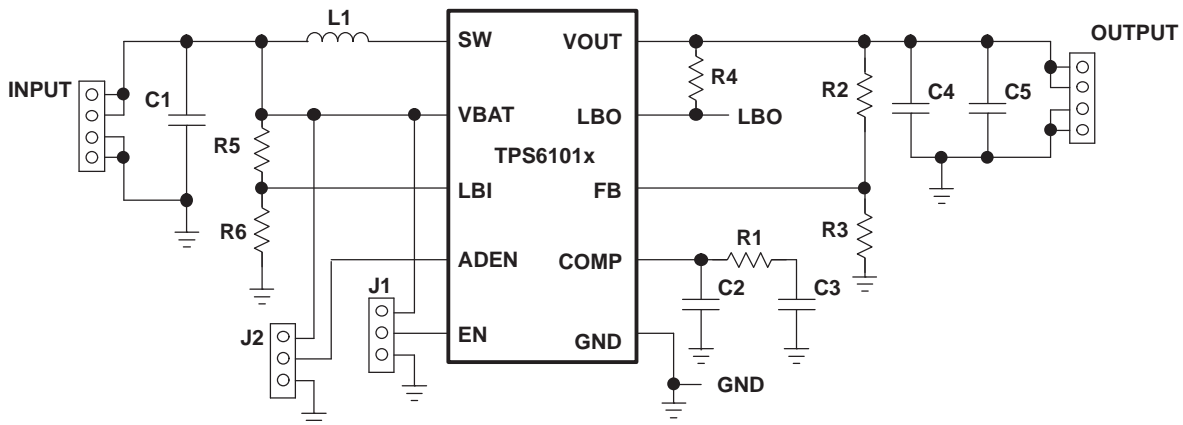 L1
SW
VOUT
OUTPUT
INPUT
C1
R4
R2
C4
C5
VBAT
LBO
LBO
R5
TPS6101x
LBI
FB
R6
R3
R1
ADEN
COMP
J1
C2
C3
J2
EN
GND
GND